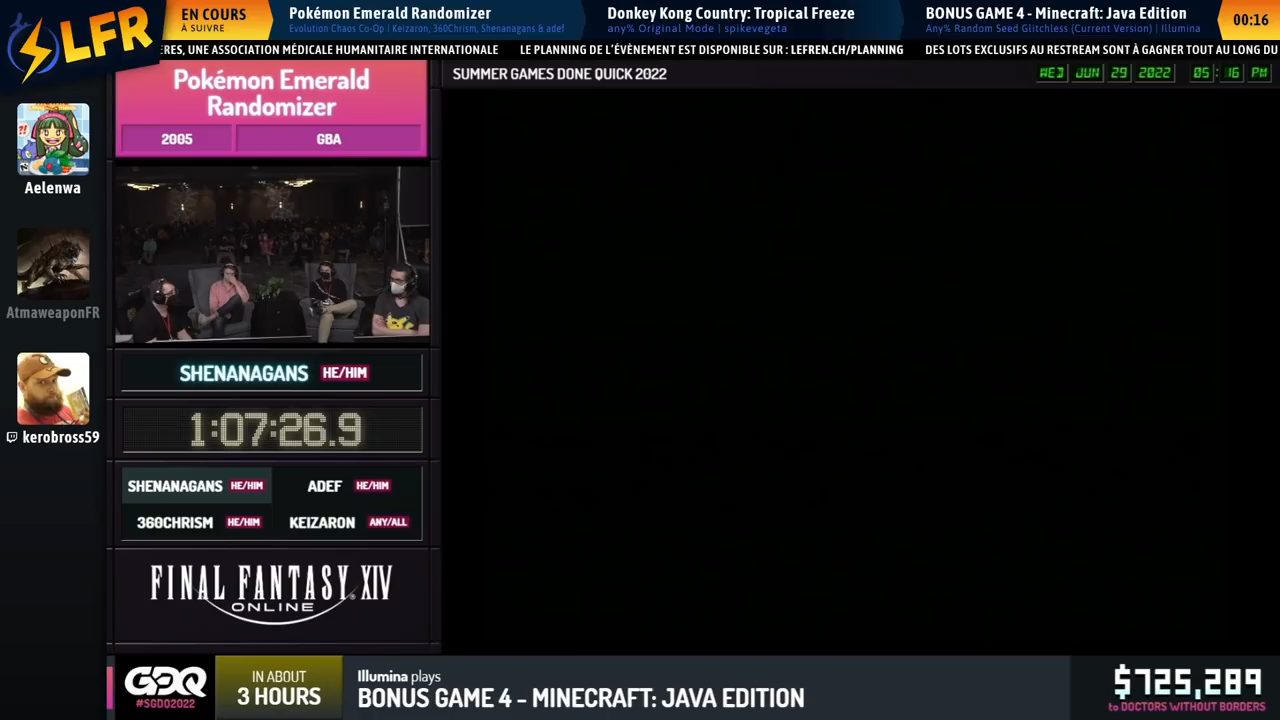 LFR
EN COURS
À SUIVRE
Pokémon Emerald Randomizer
Evolution Chaos Co-Op | Keizaron, 360Chrism, Shenanagans & adef
Donkey Kong Country: Tropical Freeze
any% Original Mode | spikevegeta
BONUS GAME 4 - Minecraft: Java Edition
Any% Random Seed Glitchless (Current Version) | Illumina
00:16
ÈRES, UNE ASSOCIATION MÉDICALE HUMANITAIRE INTERNATIONALE
LE PLANNING DE L'ÉVÈNEMENT EST DISPONIBLE SUR : LEFREN.CH/PLANNING
DES LOTS EXCLUSIFS AU RESTREAM SONT À GAGNER TOUT AU LONG DU
Pokémon Emerald
Randomizer
2005
GBA
SUMMER GAMES DONE QUICK 2022
WED JUN 29 2022 05:16 PM
Aelenwa
AtmaweaponFR
kerobross59
SHENANAGANS HE/HIM
1:07:26.9
SHENANAGANS HE/HIM
ADEF HE/HIM
360CHRISM HE/HIM
KEIZARON ANY/ALL
FINAL FANTASY XIV
ONLINE
GDQ
#SGDQ2022
IN ABOUT
3 HOURS
Illumina plays
BONUS GAME 4 - MINECRAFT: JAVA EDITION
$725,289
to DOCTORS WITHOUT BORDERS